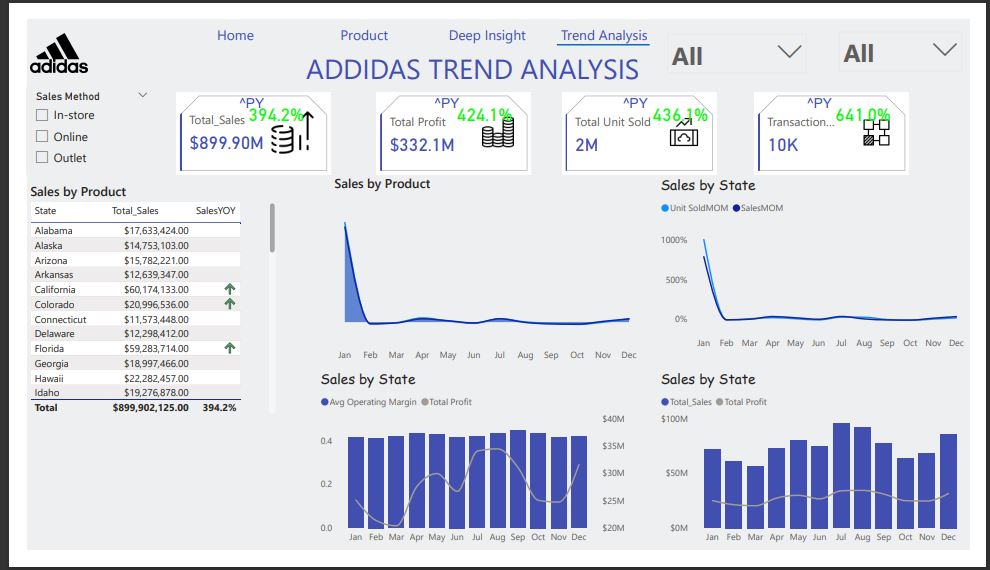 adidas
Home
Product
Deep Insight
Trend Analysis
ADDIDAS TREND ANALYSIS
All
All
Sales Method
In-store
Online
Outlet
^PY
394.2%
Total_Sales
$899.90M
^PY
424.1%
Total Profit
$332.1M
^PY
436.1%
Total Unit Sold
2M
^PY
641.0%
Transaction...
10K
Sales by Product
State Total_Sales SalesYOY
Alabama $17,633,424.00
Alaska $14,753,103.00
Arizona $15,782,221.00
Arkansas $12,639,347.00
California $60,174,133.00
Colorado $20,996,536.00
Connecticut $11,573,448.00
Delaware $12,298,412.00
Florida $59,283,714.00
Georgia $18,997,466.00
Hawaii $22,282,457.00
Idaho $19,276,878.00
Total $899,902,125.00 394.2%
Sales by Product
Jan Feb Mar Apr May Jun Jul Aug Sep Oct Nov Dec
Sales by State
Unit SoldMOM SalesMOM
1000%
500%
0%
Jan Feb Mar Apr May Jun Jul Aug Sep Oct Nov Dec
Sales by State
Avg Operating Margin Total Profit
$40M
0.4 $35M
$30M
0.2
$25M
0.0 $20M
Jan Feb Mar Apr May Jun Jul Aug Sep Oct Nov Dec
Sales by State
Total_Sales Total Profit
$100M
$50M
$0M
Jan Feb Mar Apr May Jun Jul Aug Sep Oct Nov Dec